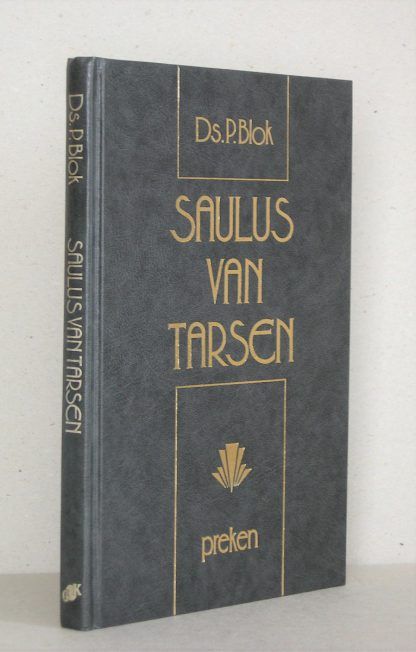 Ds. P. Blok
SAULUS
VAN
TARSEN
preken
Ds. P. Blok
SAULUS VAN TARSEN